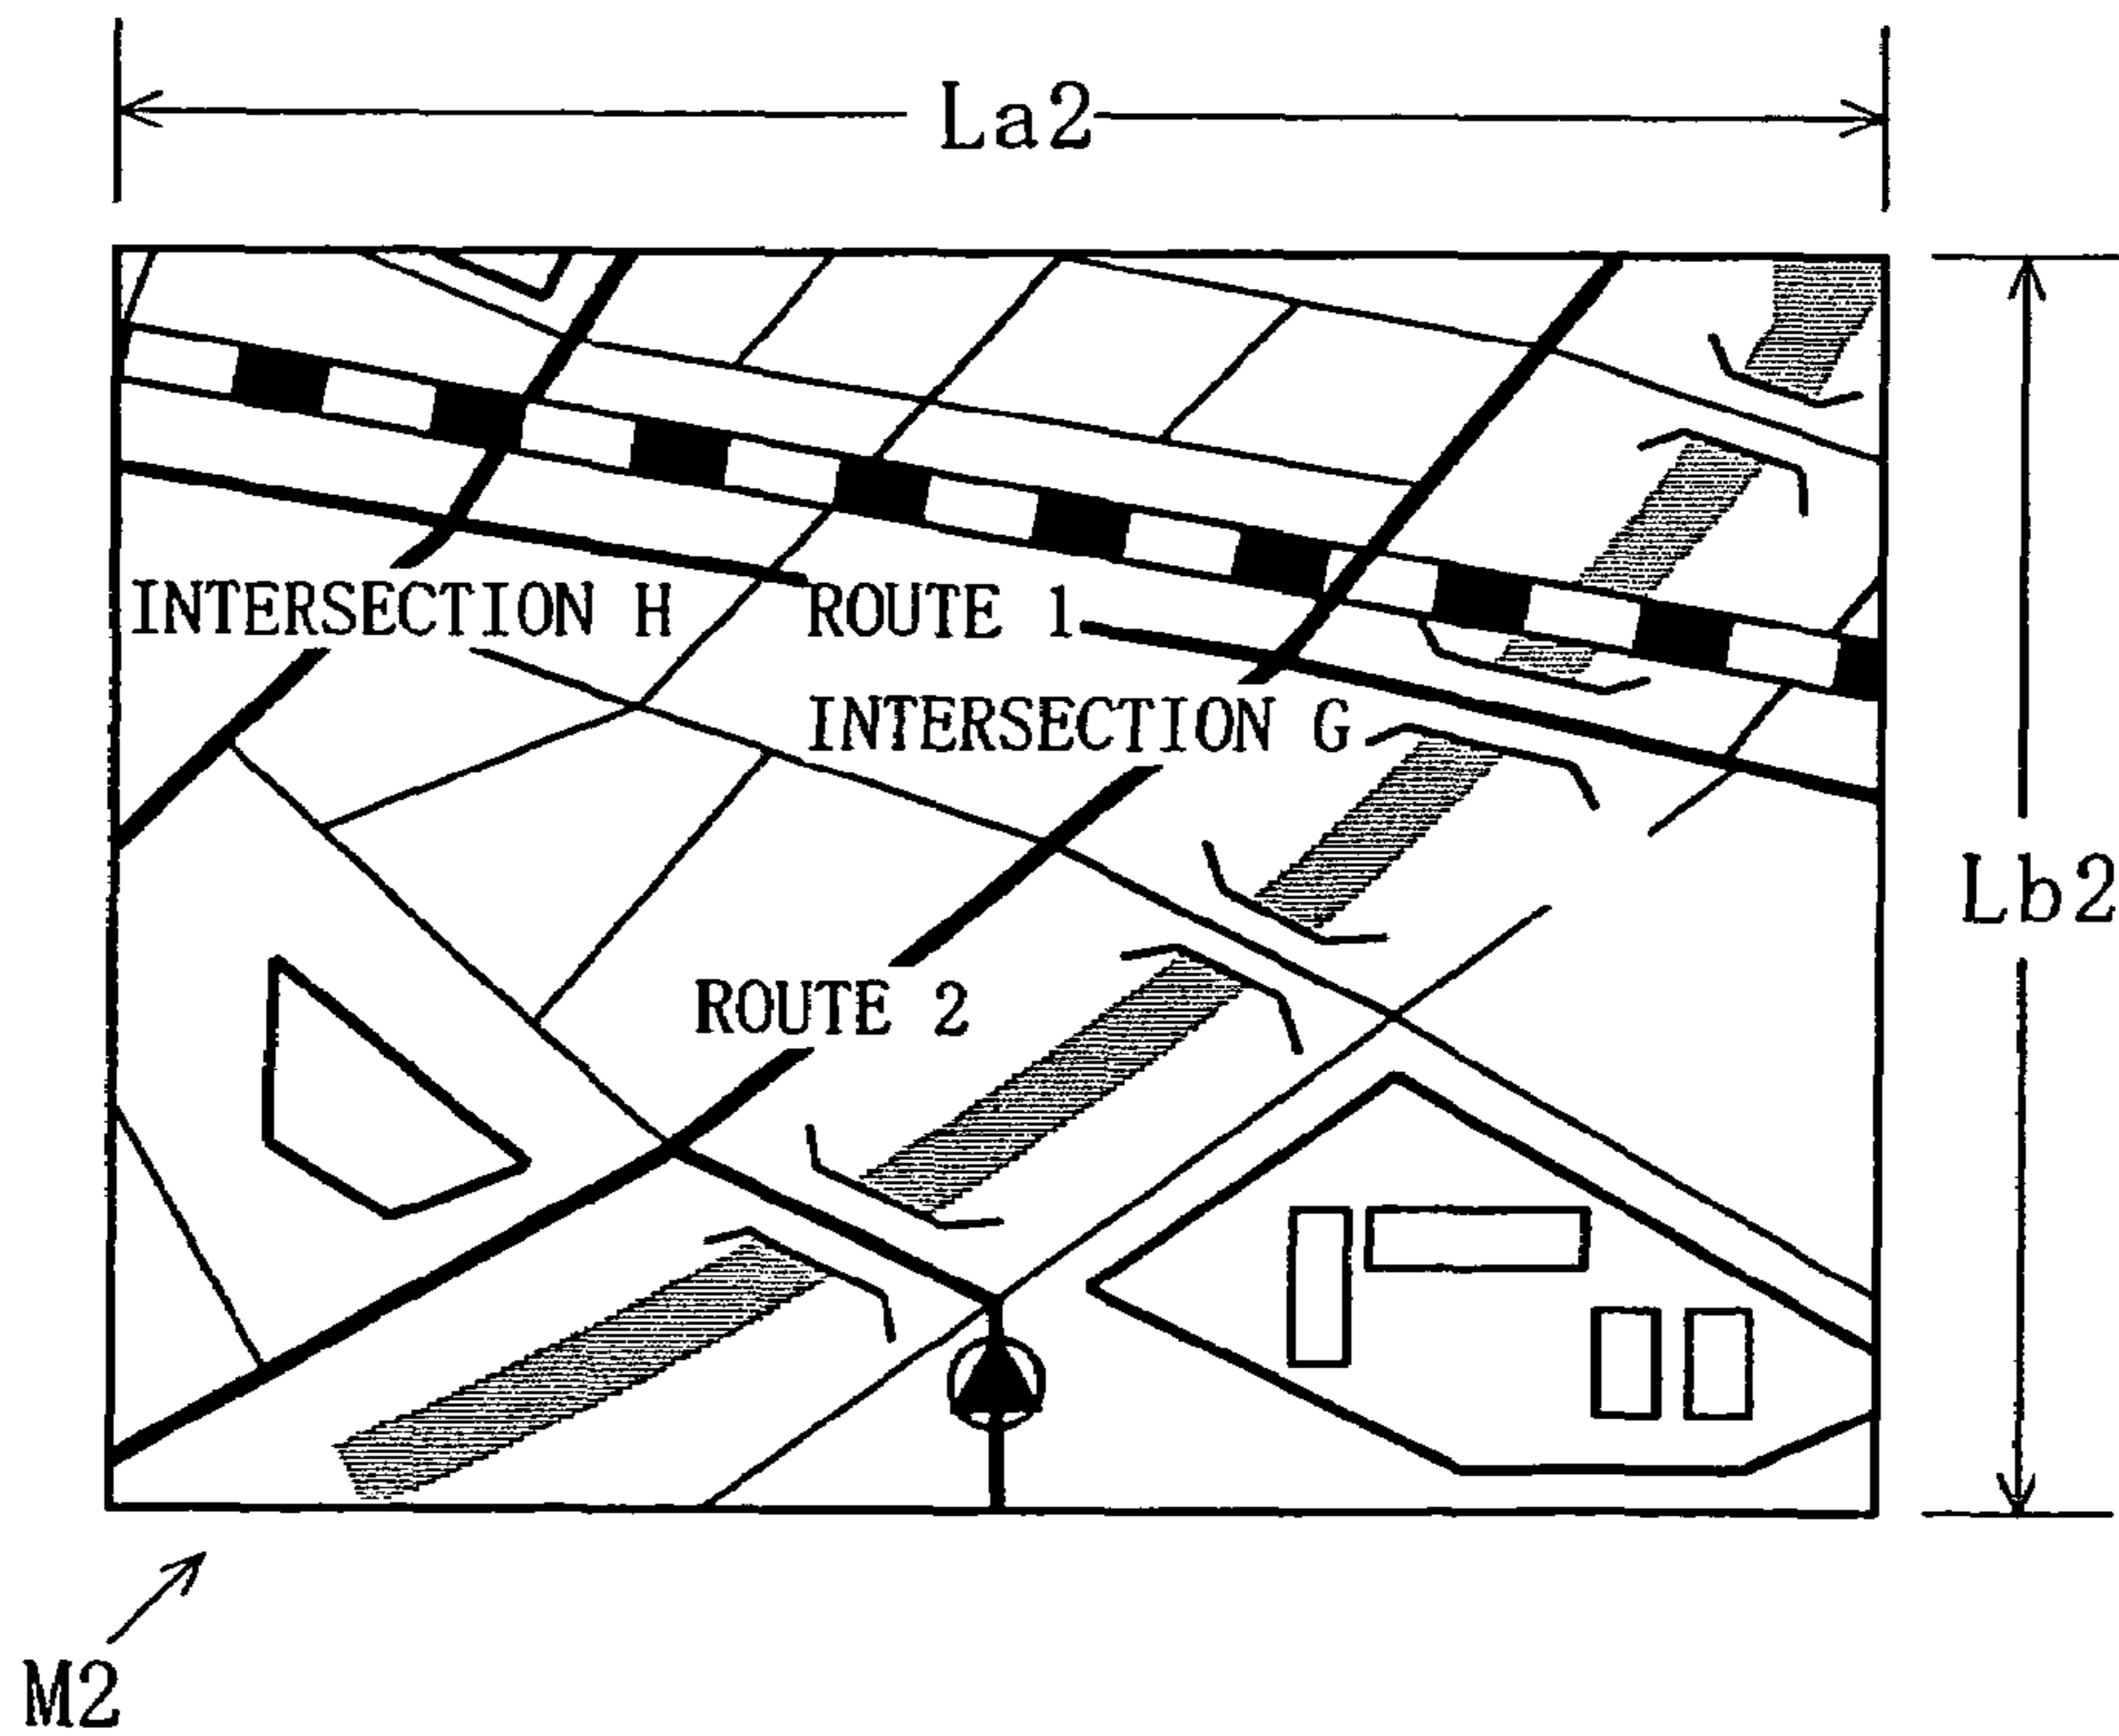 La2
INTERSECTION H
ROUTE 1
INTERSECTION G
Lb2
ROUTE 2
M2